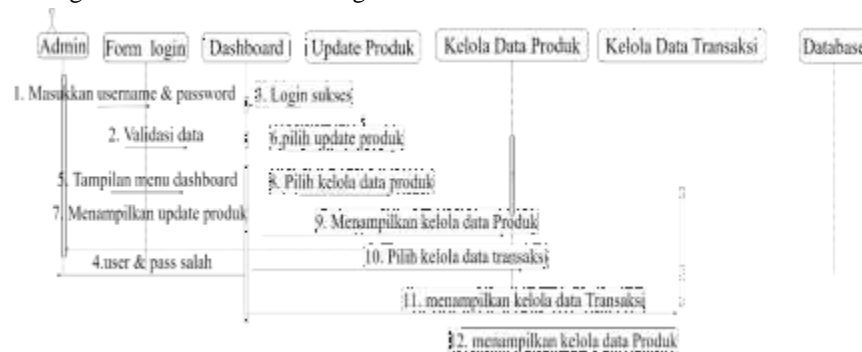 Admin
Form login
Dashboard
Update Produk
Kelola Data Produk
Kelola Data Transaksi
Database
1. Masukkan username & password
3. Login sukses
2. Validasi data
6.pilih update produk
5. Tampilan menu dashboard
8. Pilih kelola data produk
7. Menampilkan update produk
9. Menampilkan kelola data Produk
4.user & pass salah
10. Pilih kelola data transaksi
11. menampilkan kelola data Transaksi
12. menampilkan kelola data Produk